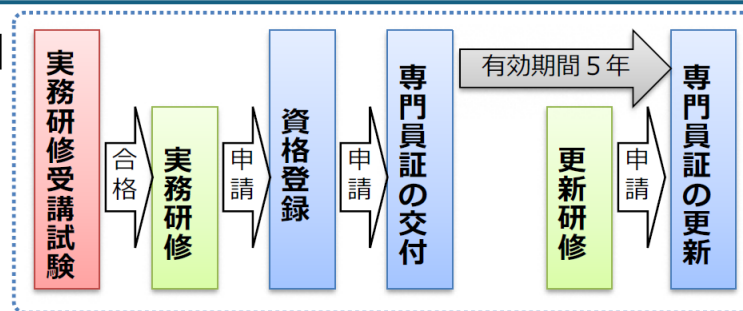 実務研修受講試験
合格
実務研修
申請
資格登録
申請
専門員証の交付
有効期間５年
更新研修
申請
専門員証の更新